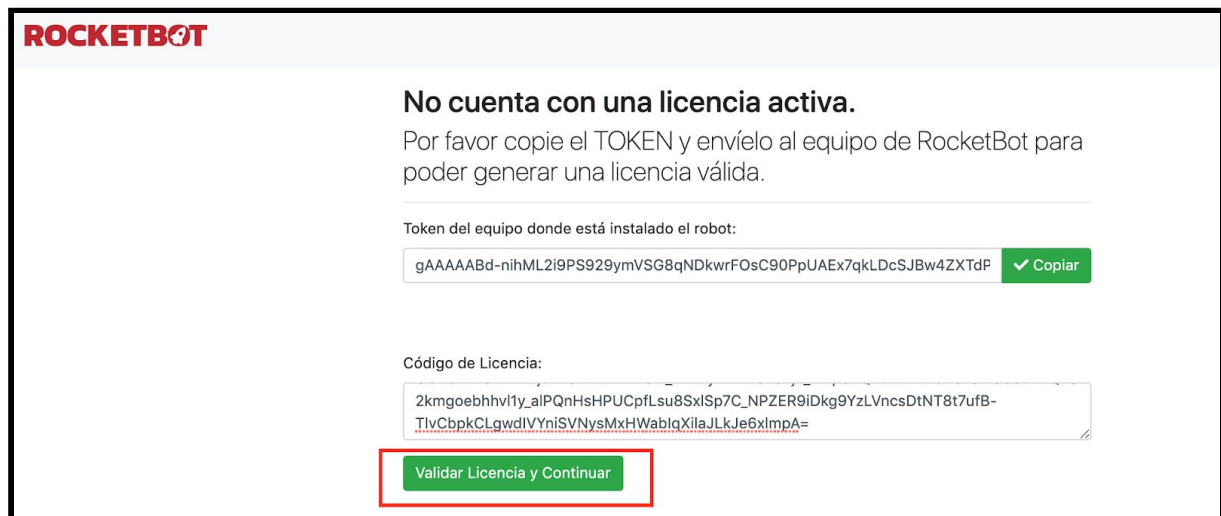 ROCKETBOT
No cuenta con una licencia activa.
Por favor copie el TOKEN y envíelo al equipo de RocketBot para
poder generar una licencia válida.
Token del equipo donde está instalado el robot:
gAAAAABd-nihML2i9PS929ymVSG8qNDkwrFOsC90PpUAEx7qkLDcSJBw4ZXTdP
Copiar
Código de Licencia:
2kmgoebhhvl1y_alPQnHsHPUCpfLsu8SxlSp7C_NPZER9iDkg9YzLVncsDtNT8t7ufB-
TlvCbpkCLgwdIVYniSVNysMxHWablqXilaJLkJe6xlmpA=
Validar Licencia y Continuar